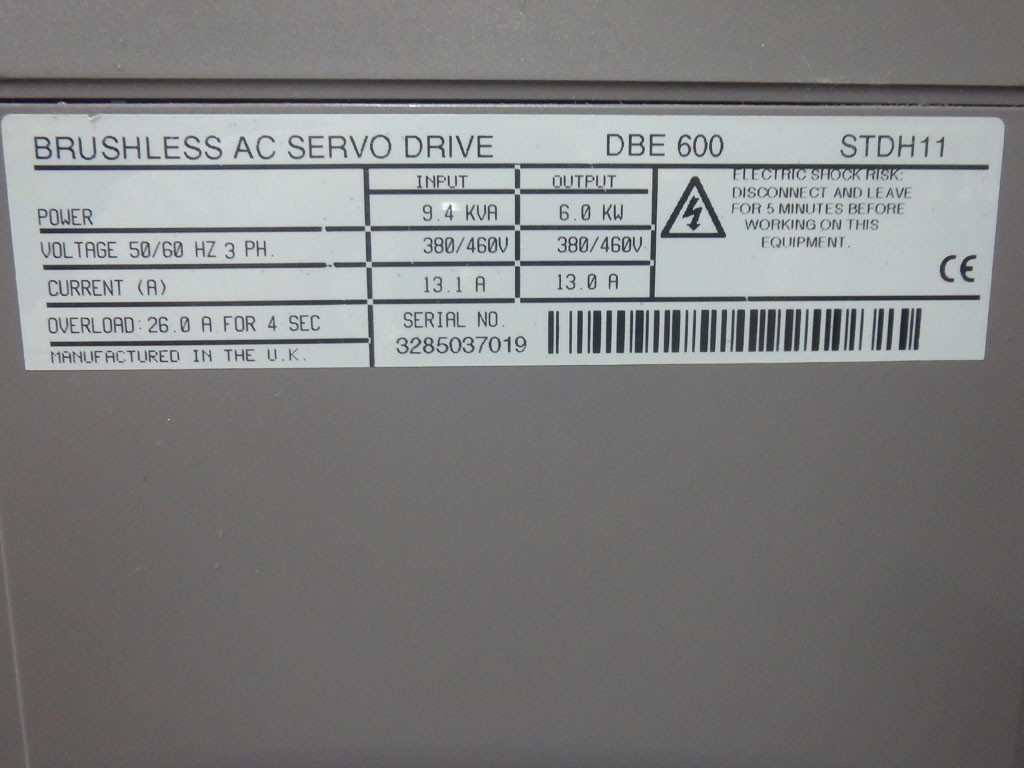 BRUSHLESS AC SERVO DRIVE DBE 600 STDH11
INPUT OUTPUT
POWER 9.4 KVA 6.0 KW
VOLTAGE 50/60 HZ 3 PH. 380/460V 380/460V
CURRENT (A) 13.1 A 13.0 A
ELECTRIC SHOCK RISK:
DISCONNECT AND LEAVE
FOR 5 MINUTES BEFORE
WORKING ON THIS
EQUIPMENT.
CE
OVERLOAD: 26.0 A FOR 4 SEC
MANUFACTURED IN THE U.K.
SERIAL NO.
3285037019